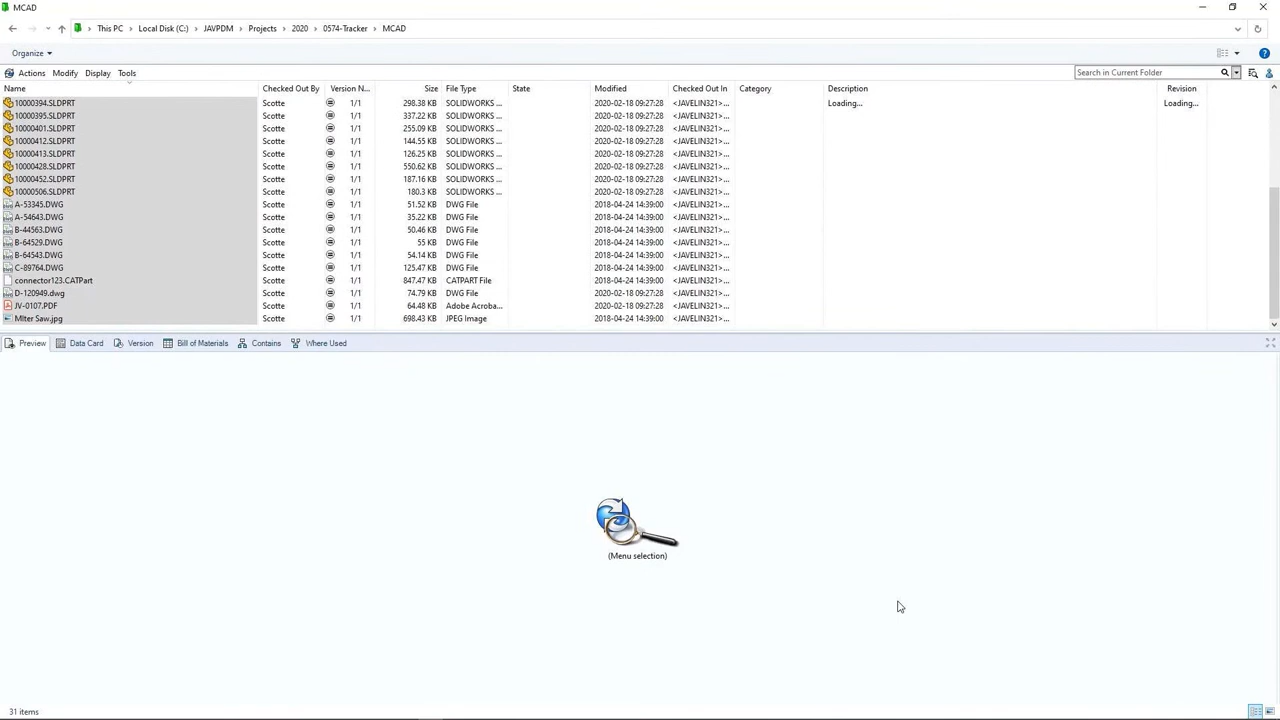 MCAD
This PC > Local Disk (C:) > JAVPDM > Projects > 2020 > 0574-Tracker > MCAD
Organize
Actions Modify Display Tools Search in Current Folder
Name Checked Out By Version N... Size File Type State Modified Checked Out In Category Description Revision
10000394.SLDPRT Scotte 1/1 298.38 KB SOLIDWORKS ... 2020-02-18 09:27:28 <JAVELIN321>... Loading... Loading...
10000395.SLDPRT Scotte 1/1 337.22 KB SOLIDWORKS ... 2020-02-18 09:27:28 <JAVELIN321>...
10000401.SLDPRT Scotte 1/1 255.09 KB SOLIDWORKS ... 2020-02-18 09:27:28 <JAVELIN321>...
10000412.SLDPRT Scotte 1/1 144.55 KB SOLIDWORKS ... 2020-02-18 09:27:28 <JAVELIN321>...
10000413.SLDPRT Scotte 1/1 126.25 KB SOLIDWORKS ... 2020-02-18 09:27:28 <JAVELIN321>...
10000428.SLDPRT Scotte 1/1 550.62 KB SOLIDWORKS ... 2020-02-18 09:27:28 <JAVELIN321>...
10000452.SLDPRT Scotte 1/1 187.16 KB SOLIDWORKS ... 2020-02-18 09:27:28 <JAVELIN321>...
10000506.SLDPRT Scotte 1/1 180.3 KB SOLIDWORKS ... 2020-02-18 09:27:28 <JAVELIN321>...
A-53345.DWG Scotte 1/1 51.52 KB DWG File 2018-04-24 14:39:00 <JAVELIN321>...
A-54643.DWG Scotte 1/1 35.22 KB DWG File 2018-04-24 14:39:00 <JAVELIN321>...
B-44563.DWG Scotte 1/1 50.46 KB DWG File 2018-04-24 14:39:00 <JAVELIN321>...
B-64529.DWG Scotte 1/1 55 KB DWG File 2018-04-24 14:39:00 <JAVELIN321>...
B-64543.DWG Scotte 1/1 54.14 KB DWG File 2018-04-24 14:39:00 <JAVELIN321>...
C-89764.DWG Scotte 1/1 125.47 KB DWG File 2018-04-24 14:39:00 <JAVELIN321>...
connector123.CATPart Scotte 1/1 847.47 KB CATPART File 2018-04-24 14:39:00 <JAVELIN321>...
D-120949.dwg Scotte 1/1 74.79 KB DWG File 2020-02-18 09:27:28 <JAVELIN321>...
JV-0107.PDF Scotte 1/1 64.48 KB Adobe Acroba... 2020-02-18 09:27:28 <JAVELIN321>...
MIter Saw.jpg Scotte 1/1 698.43 KB JPEG Image 2018-04-24 14:39:00 <JAVELIN321>...
Preview Data Card Version Bill of Materials Contains Where Used
(Menu selection)
31 items